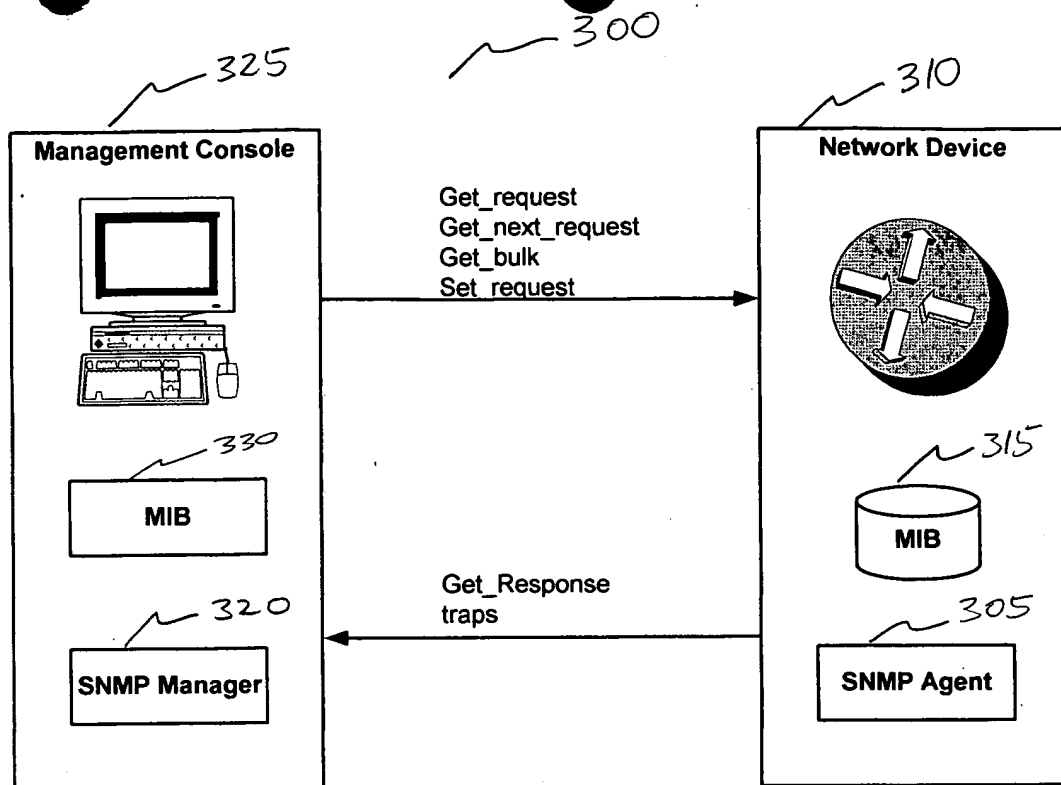 300
325
310
Management Console
Network Device
Get_request
Get_next_request
Get_bulk
Set_request
330
MIB
315
MIB
Get_Response
traps
320
SNMP Manager
305
SNMP Agent